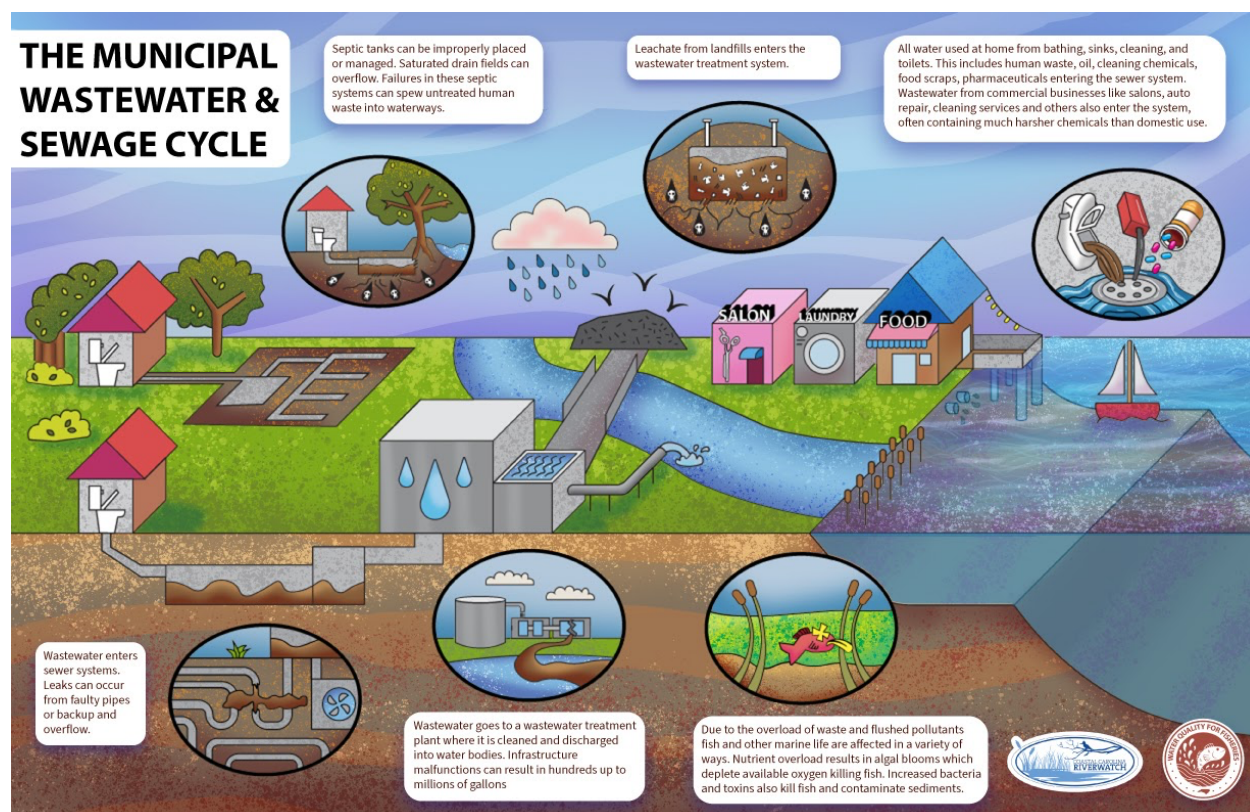 THE MUNICIPAL
WASTEWATER &
SEWAGE CYCLE
Septic tanks can be improperly placed
or managed. Saturated drain fields can
overflow. Failures in these septic
systems can spew untreated human
waste into waterways.
Leachate from landfills enters the
wastewater treatment system.
All water used at home from bathing, sinks, cleaning, and
toilets. This includes human waste, oil, cleaning chemicals,
food scraps, pharmaceuticals entering the sewer system.
Wastewater from commercial businesses like salons, auto
repair, cleaning services and others also enter the system,
often containing much harsher chemicals than domestic use.
SALON
LAUNDRY
FOOD
Wastewater enters
sewer systems.
Leaks can occur
from faulty pipes
or backup and
overflow.
Wastewater goes to a wastewater treatment
plant where it is cleaned and discharged
into water bodies. Infrastructure
malfunctions can result in hundreds up to
millions of gallons
Due to the overload of waste and flushed pollutants
fish and other marine life are affected in a variety of
ways. Nutrient overload results in algal blooms which
deplete available oxygen killing fish. Increased bacteria
and toxins also kill fish and contaminate sediments.
COASTAL CAROLINA
RIVERWATCH
WATER QUALITY FOR FISHERIES